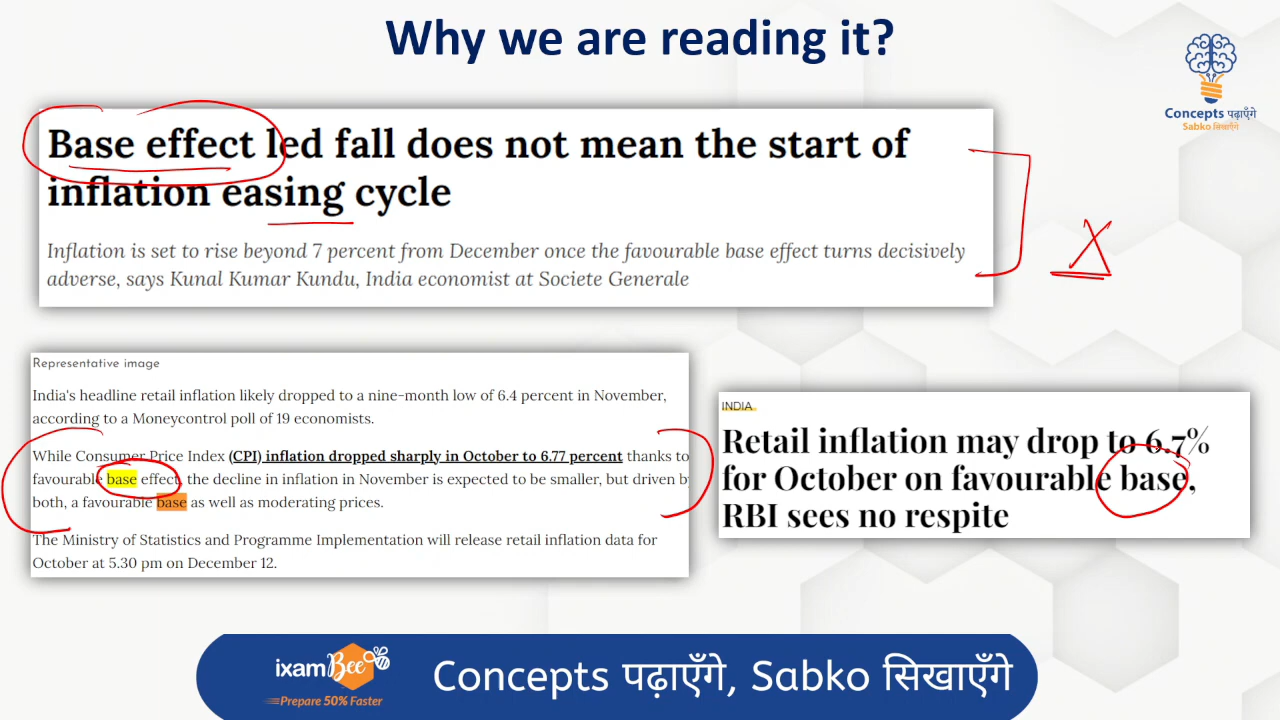 Why we are reading it?
Concepts पढ़ाएँगे
Sabko सिखाएँगे
Base effect led fall does not mean the start of
inflation easing cycle
Inflation is set to rise beyond 7 percent from December once the favourable base effect turns decisively
adverse, says Kunal Kumar Kundu, India economist at Societe Generale
X
Representative image
India's headline retail inflation likely dropped to a nine-month low of 6.4 percent in November,
according to a Moneycontrol poll of 19 economists.
While Consumer Price Index (CPI) inflation dropped sharply in October to 6.77 percent thanks to
favourable base effect, the decline in inflation in November is expected to be smaller, but driven by
both, a favourable base as well as moderating prices.
The Ministry of Statistics and Programme Implementation will release retail inflation data for
October at 5.30 pm on December 12.
INDIA
Retail inflation may drop to 6.7%
for October on favourable base,
RBI sees no respite
ixamBee
Prepare 50% Faster
Concepts पढ़ाएँगे, Sabko सिखाएँगे